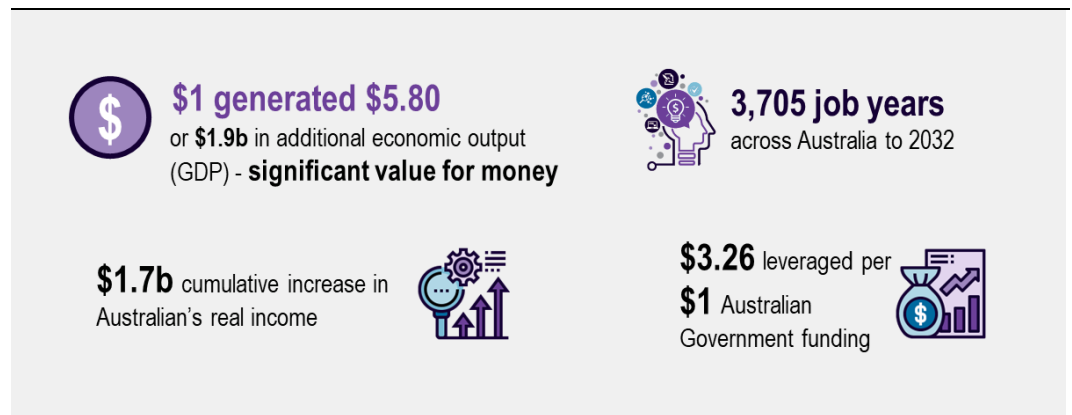 $
$1 generated $5.80
or $1.9b in additional economic output
(GDP) - significant value for money
3,705 job years
across Australia to 2032
$1.7b cumulative increase in
Australian's real income
$3.26 leveraged per
$1 Australian
Government funding
$